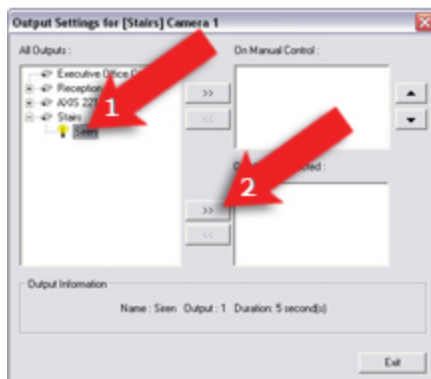 Output Settings for [Stairs] Camera 1
All Outputs :
On Manual Control :
Executive Office
Reception
AXIS
Stairs
Siren
1
>>
<<
2
>>
<<
Output Information
Name : Siren Output : 1 Duration: 5 second(s)
Exit